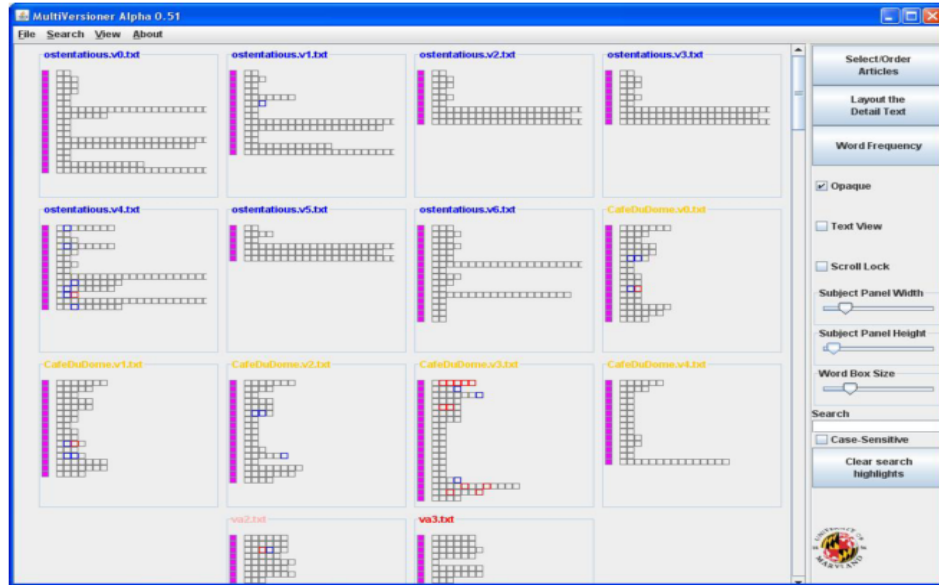 MultiVersioner Alpha 0.51
File Search View About
ostentatious.v0.txt
ostentatious.v1.txt
ostentatious.v2.txt
ostentatious.v3.txt
ostentatious.v4.txt
ostentatious.v5.txt
ostentatious.v6.txt
CafeDuDome.v0.txt
CafeDuDome.v1.txt
CafeDuDome.v2.txt
CafeDuDome.v3.txt
CafeDuDome.v4.txt
va2.txt
va3.txt
Select/Order
Articles
Layout the
Detail Text
Word Frequency
Opaque
Text View
Scroll Lock
Subject Panel Width
Subject Panel Height
Word Box Size
Search
Case-Sensitive
Clear search
highlights
UNIVERSITY OF
MARYLAND